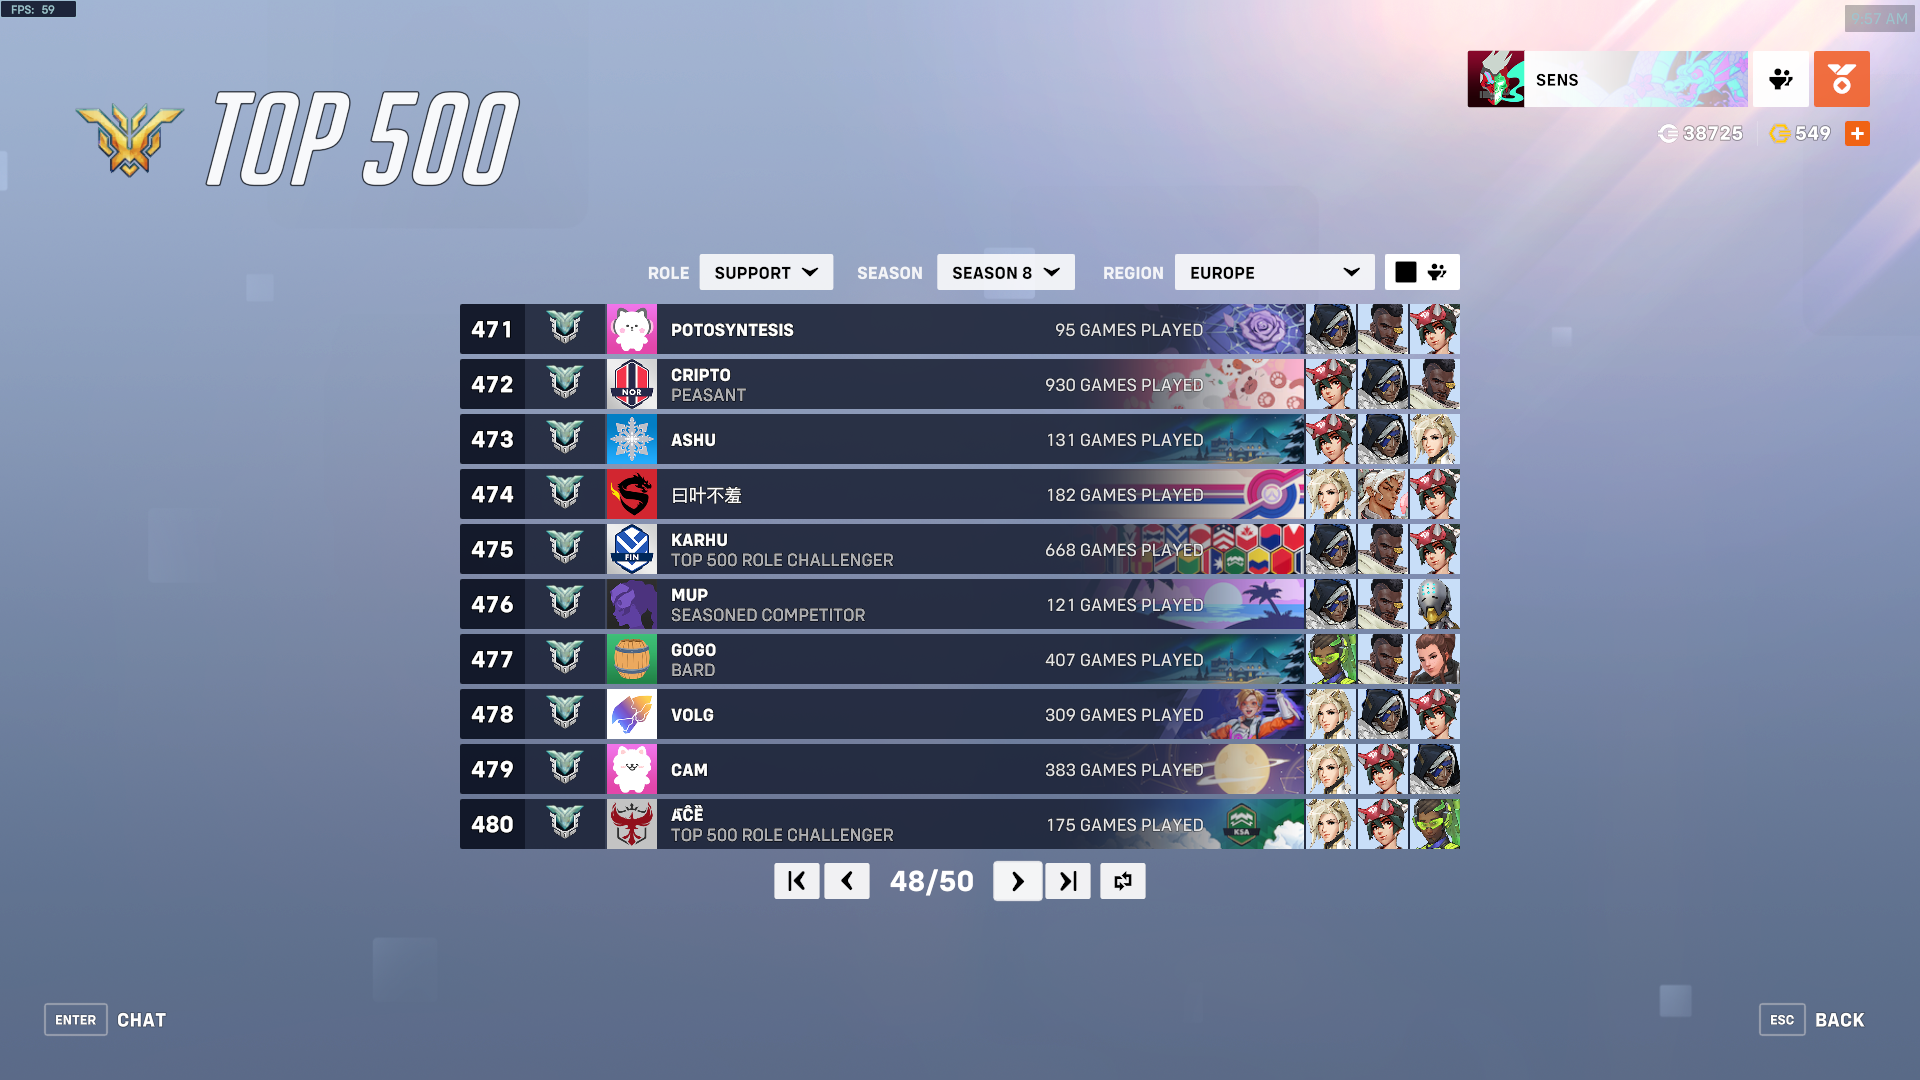 FPS: 59
9:57 AM
TOP 500
SENS
38725
549
ROLE
SUPPORT
SEASON
SEASON 8
REGION
EUROPE
471 POTOSYNTESIS 95 GAMES PLAYED
472 NOR CRIPTO 930 GAMES PLAYED
PEASANT
473 ASHU 131 GAMES PLAYED
474 曰叶不羞 182 GAMES PLAYED
475 FIN KARHU 668 GAMES PLAYED
TOP 500 ROLE CHALLENGER
476 MUP 121 GAMES PLAYED
SEASONED COMPETITOR
477 GOGO 407 GAMES PLAYED
BARD
478 VOLG 309 GAMES PLAYED
479 CAM 383 GAMES PLAYED
480 175 GAMES PLAYED KSA
TOP 500 ROLE CHALLENGER
48/50
ENTER CHAT
ESC BACK